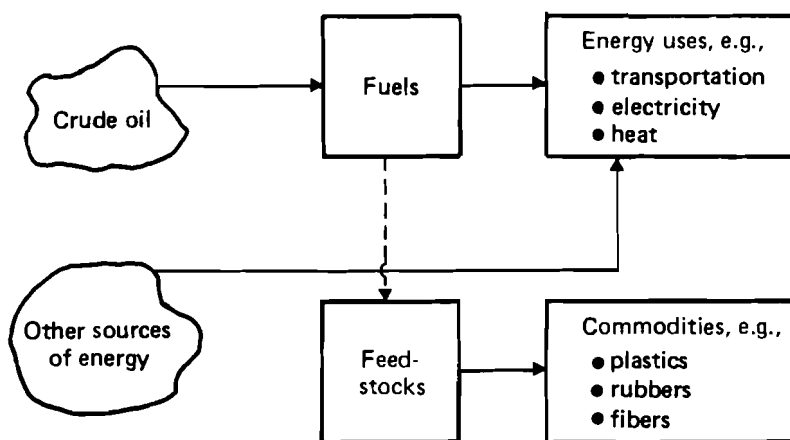 Crude oil
Fuels
Energy uses, e.g.,
● transportation
● electricity
● heat
Other sources
of energy
Feed-
stocks
Commodities, e.g.,
● plastics
● rubbers
● fibers